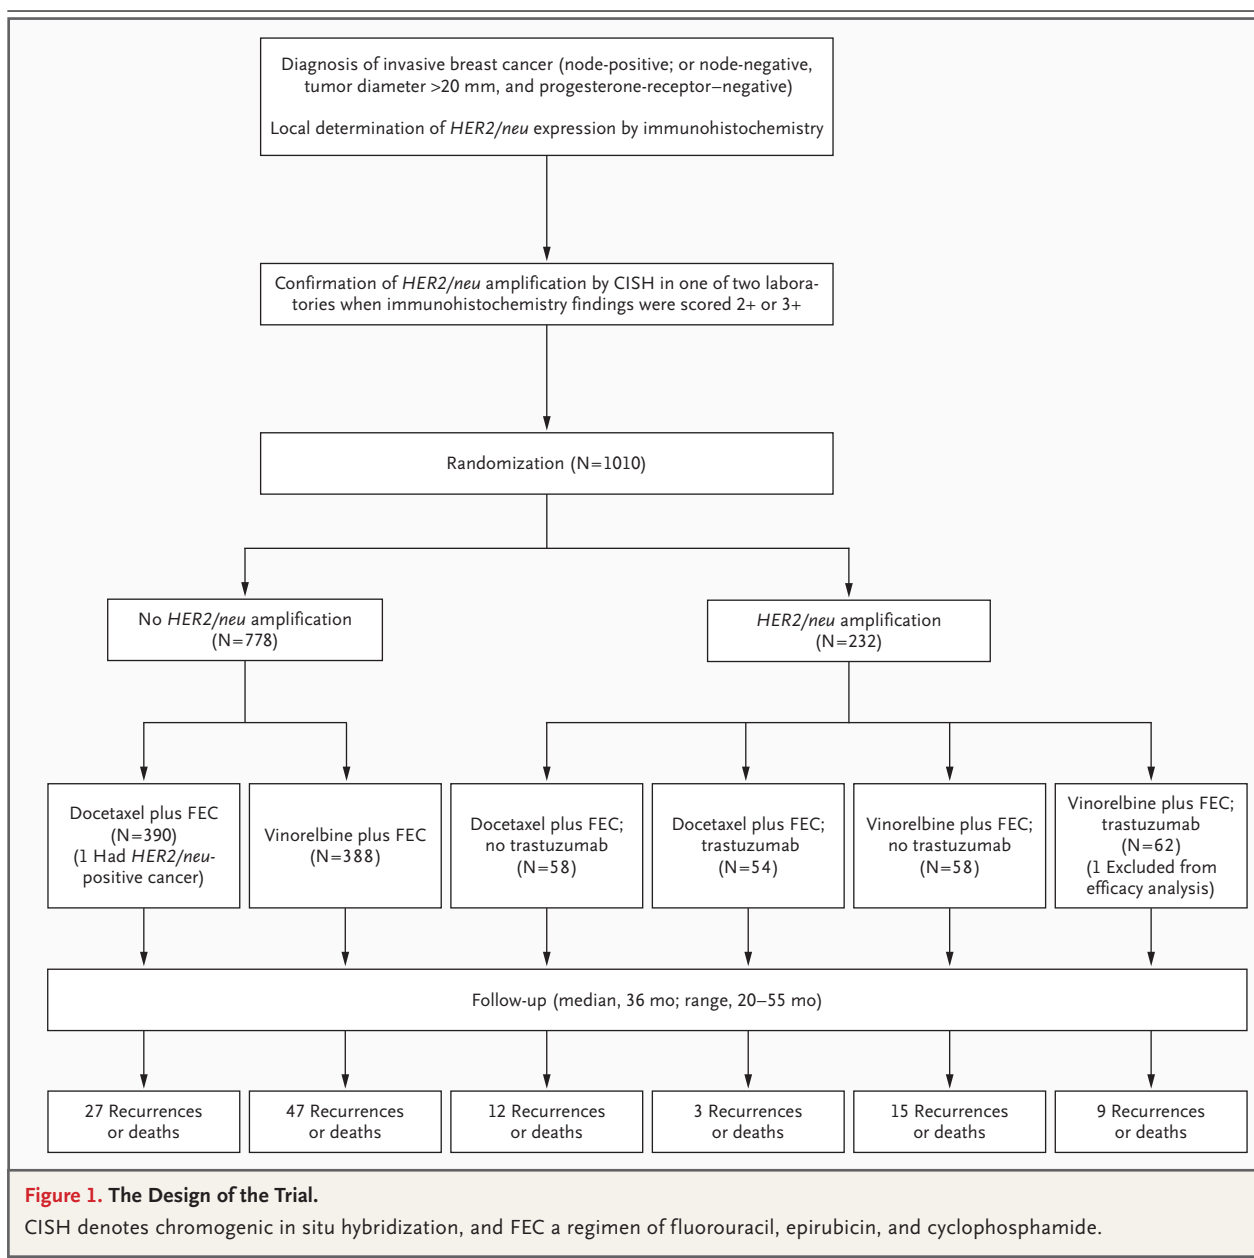 Diagnosis of invasive breast cancer (node-positive; or node-negative,
tumor diameter >20 mm, and progesterone-receptor–negative)
Local determination of HER2/neu expression by immunohistochemistry
Confirmation of HER2/neu amplification by CISH in one of two labora-
tories when immunohistochemistry findings were scored 2+ or 3+
Randomization (N=1010)
No HER2/neu amplification
(N=778)
HER2/neu amplification
(N=232)
Docetaxel plus FEC
(N=390)
(1 Had HER2/neu-
positive cancer)
Vinorelbine plus FEC
(N=388)
Docetaxel plus FEC;
no trastuzumab
(N=58)
Docetaxel plus FEC;
trastuzumab
(N=54)
Vinorelbine plus FEC;
no trastuzumab
(N=58)
Vinorelbine plus FEC;
trastuzumab
(N=62)
(1 Excluded from
efficacy analysis)
Follow-up (median, 36 mo; range, 20–55 mo)
27 Recurrences
or deaths
47 Recurrences
or deaths
12 Recurrences
or deaths
3 Recurrences
or deaths
15 Recurrences
or deaths
9 Recurrences
or deaths
Figure 1. The Design of the Trial.
CISH denotes chromogenic in situ hybridization, and FEC a regimen of fluorouracil, epirubicin, and cyclophosphamide.